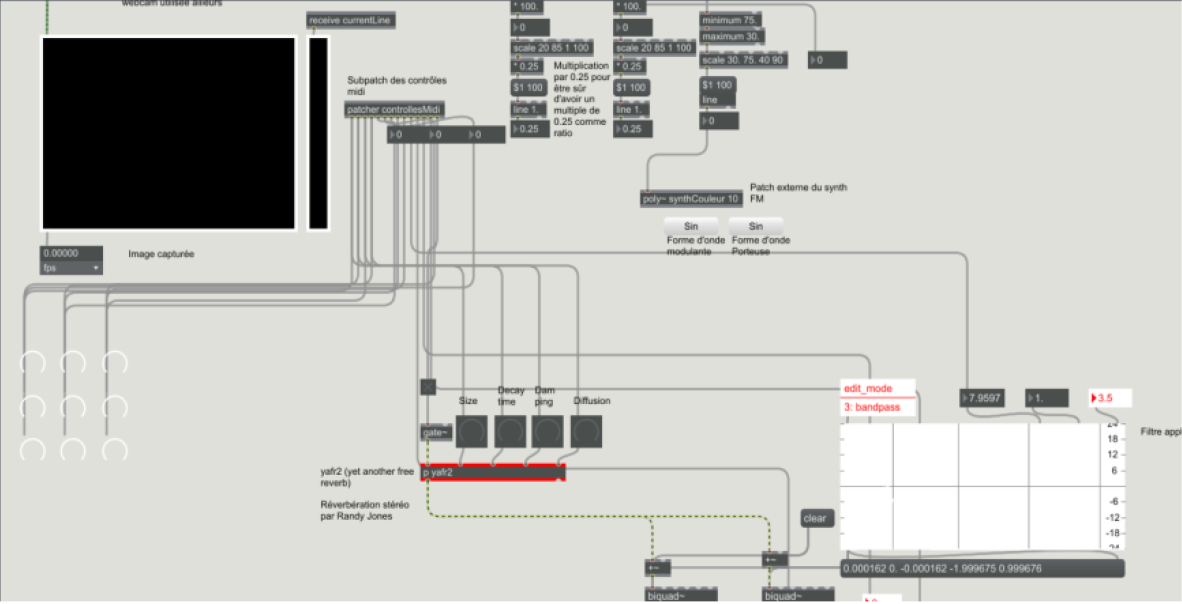 webcam utilisée ailleurs
receive currentLine
* 100.
* 100.
0
0
scale 20 85 1 100
scale 20 85 1 100
* 0.25
* 0.25
$1 100
$1 100
line 1.
line 1.
0.25
0.25
Multiplication
par 0.25 pour
être sûr
d'avoir un
multiple de
0.25 comme
ratio
minimum 75.
maximum 30.
scale 30. 75. 40 90
0
$1 100
line
0
Subpatch des contrôles
midi
patcher controllesMidi
0
0
0
poly~ synthCouleur 10
Patch externe du synth
FM
Sin
Sin
Forme d'onde
modulante
Forme d'onde
Porteuse
0.00000
fps
Image capturée
Size
Decay
time
Dam
ping
Diffusion
gate~
p yafr2
yafr2 (yet another free
reverb)
Réverbération stéréo
par Randy Jones
edit_mode
3: bandpass
7.9597
1.
3.5
Filtre appl
24
18
12
6
-6
-12
-18
-24
clear
+~
+~
0.000162 0. -0.000162 -1.999675 0.999676
biquad~
biquad~